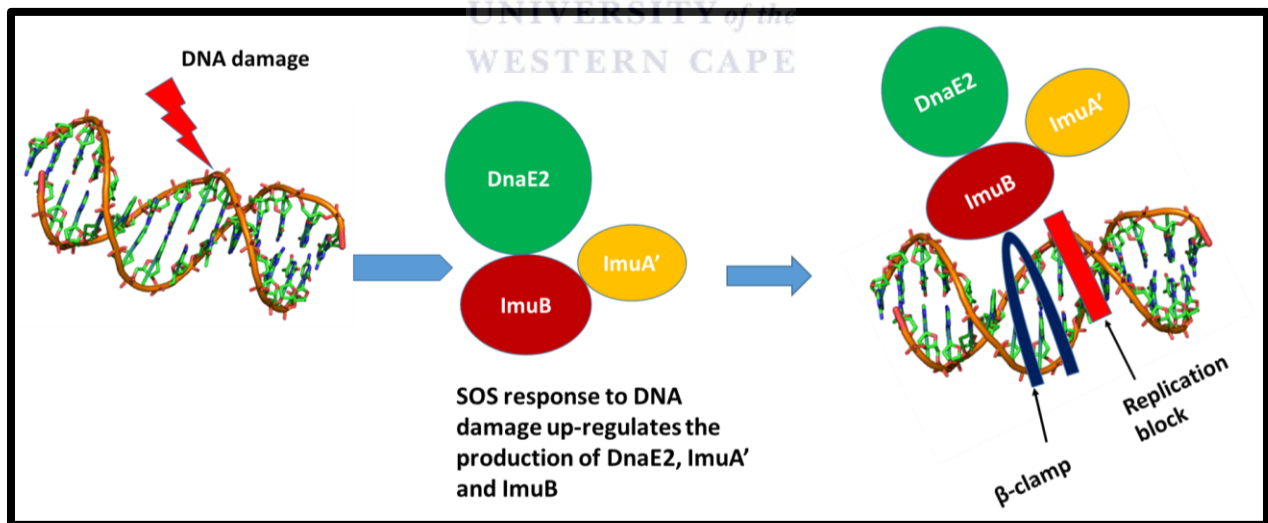 UNIVERSITY of the
WESTERN CAPE
DNA damage
DnaE2
ImuA’
ImuB
SOS response to DNA
damage up-regulates the
production of DnaE2, ImuA’
and ImuB
DnaE2
ImuA’
ImuB
β-clamp
Replication
block